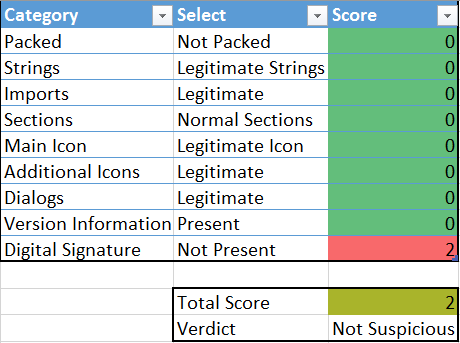 Category Select Score
Packed Not Packed 0
Strings Legitimate Strings 0
Imports Legitimate 0
Sections Normal Sections 0
Main Icon Legitimate Icon 0
Additional Icons Legitimate 0
Dialogs Legitimate 0
Version Information Present 0
Digital Signature Not Present 2
Total Score 2
Verdict Not Suspicious